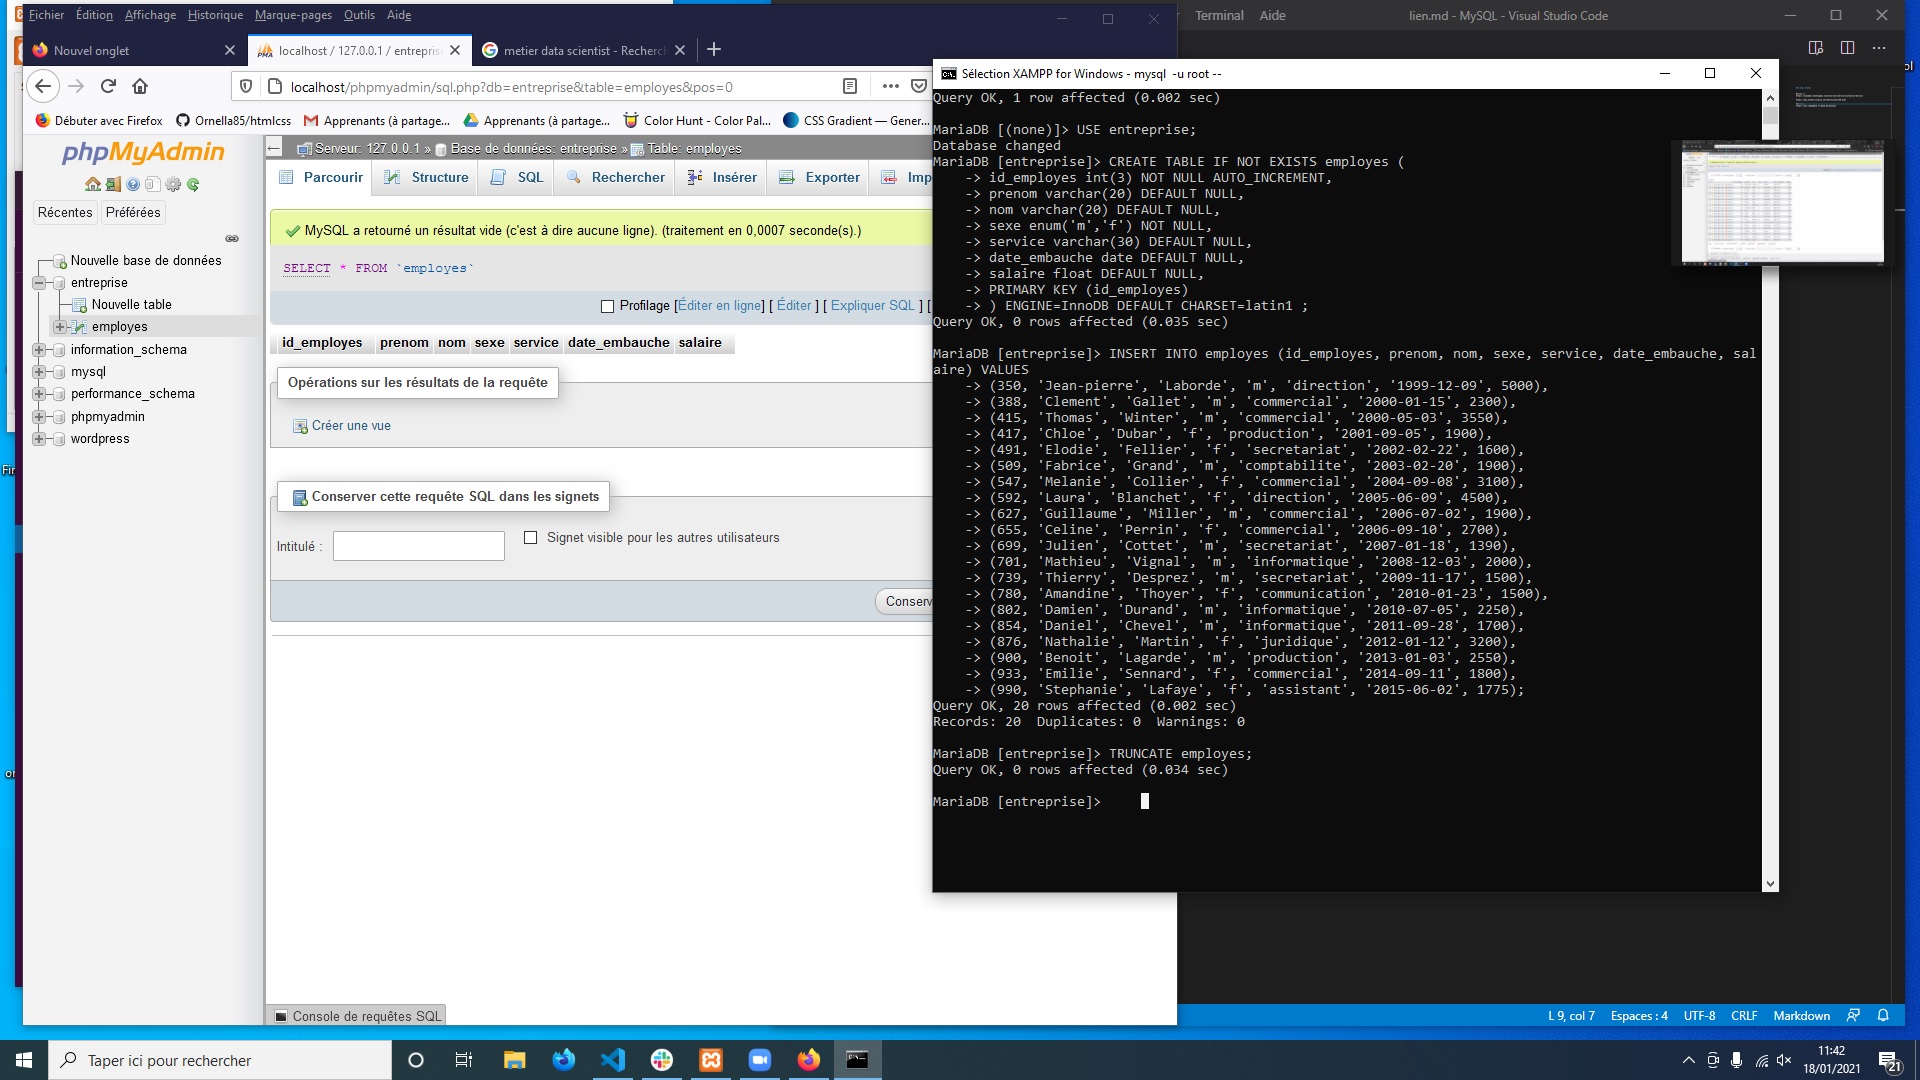 Fichier Édition Affichage Historique Marque-pages Outils Aide
Nouvel onglet
localhost / 127.0.0.1 / entreprise
metier data scientist - Recherc
localhost/phpmyadmin/sql.php?db=entreprise&table=employes&pos=0
Débuter avec Firefox
Ornella85/htmlcss
Apprenants (à partage...
Apprenants (à partage...
Color Hunt - Color Pal...
CSS Gradient — Gener...
phpMyAdmin
Récentes Préférées
Nouvelle base de données
entreprise
Nouvelle table
employes
information_schema
mysql
performance_schema
phpmyadmin
wordpress
Serveur: 127.0.0.1 » Base de données: entreprise » Table: employes
Parcourir Structure SQL Rechercher Insérer Exporter Imp
MySQL a retourné un résultat vide (c'est à dire aucune ligne). (traitement en 0,0007 seconde(s).)
SELECT * FROM `employes`
Profilage [Éditer en ligne] [ Éditer ] [ Expliquer SQL ] [
id_employes prenom nom sexe service date_embauche salaire
Opérations sur les résultats de la requête
Créer une vue
Conserver cette requête SQL dans les signets
Intitulé :
Signet visible pour les autres utilisateurs
Conserv
Console de requêtes SQL
Terminal Aide
lien.md - MySQL - Visual Studio Code
Sélection XAMPP for Windows - mysql -u root --
Query OK, 1 row affected (0.002 sec)
MariaDB [(none)]> USE entreprise;
Database changed
MariaDB [entreprise]> CREATE TABLE IF NOT EXISTS employes (
-> id_employes int(3) NOT NULL AUTO_INCREMENT,
-> prenom varchar(20) DEFAULT NULL,
-> nom varchar(20) DEFAULT NULL,
-> sexe enum('m','f') NOT NULL,
-> service varchar(30) DEFAULT NULL,
-> date_embauche date DEFAULT NULL,
-> salaire float DEFAULT NULL,
-> PRIMARY KEY (id_employes)
-> ) ENGINE=InnoDB DEFAULT CHARSET=latin1 ;
Query OK, 0 rows affected (0.035 sec)
MariaDB [entreprise]> INSERT INTO employes (id_employes, prenom, nom, sexe, service, date_embauche, sal
aire) VALUES
-> (350, 'Jean-pierre', 'Laborde', 'm', 'direction', '1999-12-09', 5000),
-> (388, 'Clement', 'Gallet', 'm', 'commercial', '2000-01-15', 2300),
-> (415, 'Thomas', 'Winter', 'm', 'commercial', '2000-05-03', 3550),
-> (417, 'Chloe', 'Dubar', 'f', 'production', '2001-09-05', 1900),
-> (491, 'Elodie', 'Fellier', 'f', 'secretariat', '2002-02-22', 1600),
-> (509, 'Fabrice', 'Grand', 'm', 'comptabilite', '2003-02-20', 1900),
-> (547, 'Melanie', 'Collier', 'f', 'commercial', '2004-09-08', 3100),
-> (592, 'Laura', 'Blanchet', 'f', 'direction', '2005-06-09', 4500),
-> (627, 'Guillaume', 'Miller', 'm', 'commercial', '2006-07-02', 1900),
-> (655, 'Celine', 'Perrin', 'f', 'commercial', '2006-09-10', 2700),
-> (699, 'Julien', 'Cottet', 'm', 'secretariat', '2007-01-18', 1390),
-> (701, 'Mathieu', 'Vignal', 'm', 'informatique', '2008-12-03', 2000),
-> (739, 'Thierry', 'Desprez', 'm', 'secretariat', '2009-11-17', 1500),
-> (780, 'Amandine', 'Thoyer', 'f', 'communication', '2010-01-23', 1500),
-> (802, 'Damien', 'Durand', 'm', 'informatique', '2010-07-05', 2250),
-> (854, 'Daniel', 'Chevel', 'm', 'informatique', '2011-09-28', 1700),
-> (876, 'Nathalie', 'Martin', 'f', 'juridique', '2012-01-12', 3200),
-> (900, 'Benoit', 'Lagarde', 'm', 'production', '2013-01-03', 2550),
-> (933, 'Emilie', 'Sennard', 'f', 'commercial', '2014-09-11', 1800),
-> (990, 'Stephanie', 'Lafaye', 'f', 'assistant', '2015-06-02', 1775);
Query OK, 20 rows affected (0.002 sec)
Records: 20 Duplicates: 0 Warnings: 0
MariaDB [entreprise]> TRUNCATE employes;
Query OK, 0 rows affected (0.034 sec)
MariaDB [entreprise]>
L 9, col 7 Espaces : 4 UTF-8 CRLF Markdown
Taper ici pour rechercher
11:42
18/01/2021
21